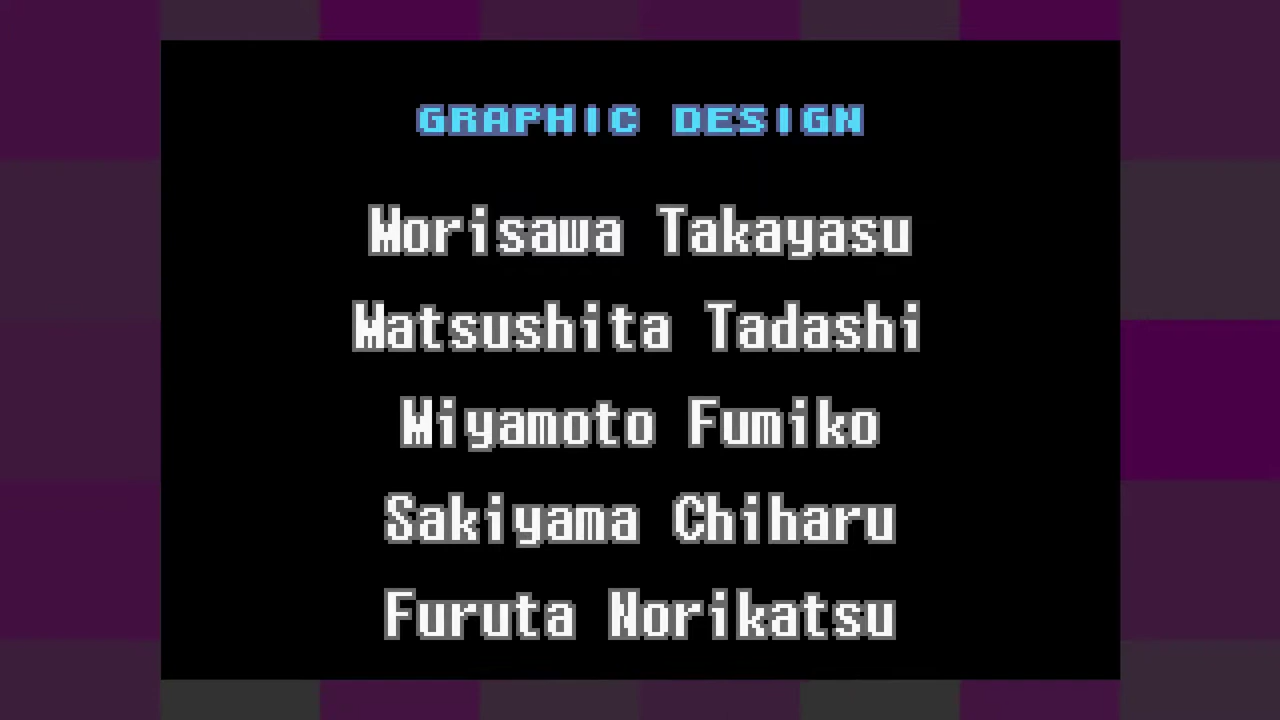 GRAPHIC DESIGN
Morisawa Takayasu
Matsushita Tadashi
Miyamoto Fumiko
Sakiyama Chiharu
Furuta Norikatsu